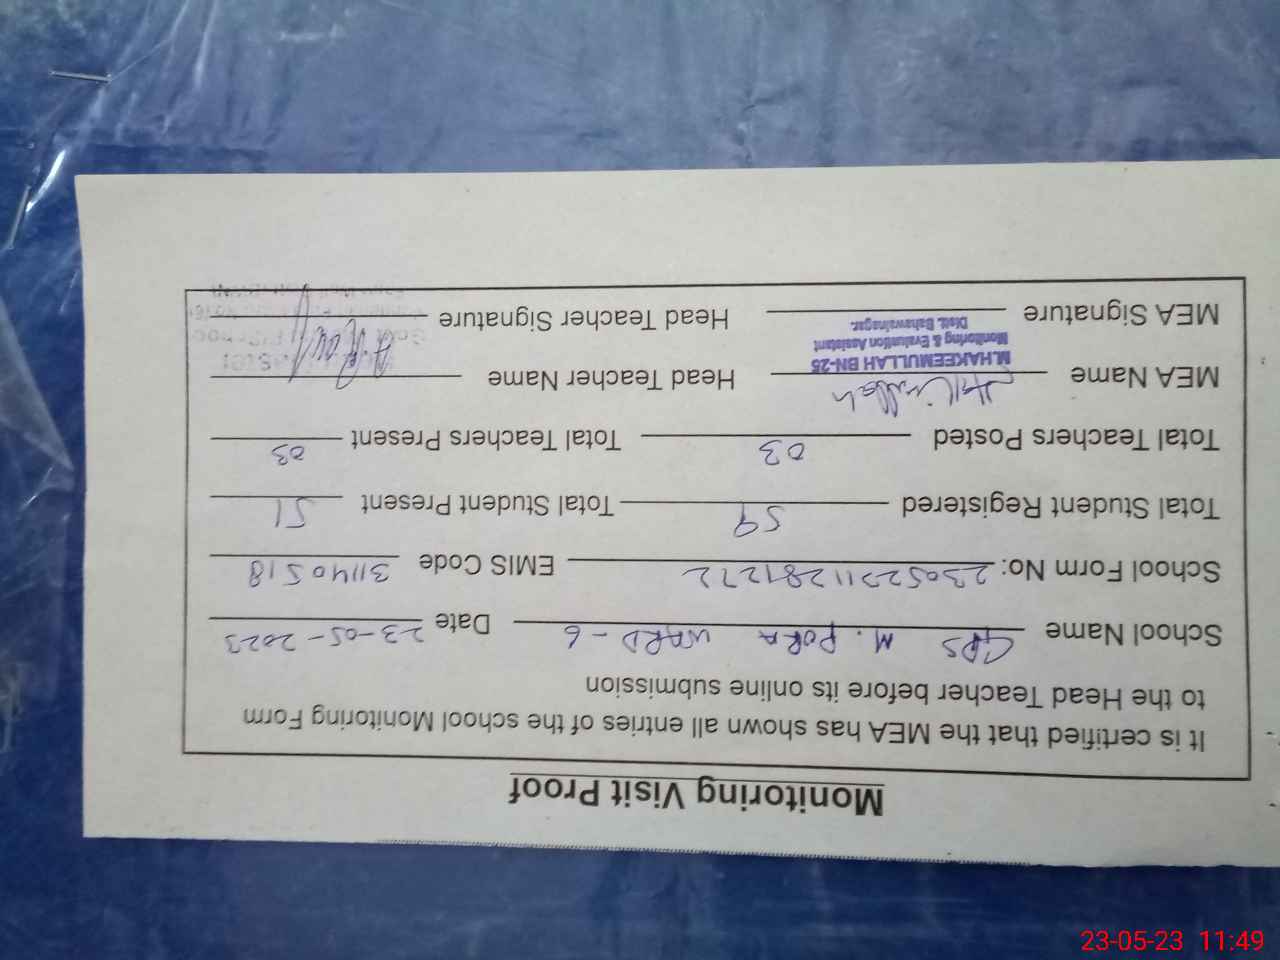 Monitoring Visit Proof
It is certified that the MEA has shown all entries of the school Monitoring Form
to the Head Teacher before its online submission
School Name GPS M. PORA WARD-6 Date 23-05-2023
School Form No: 23052311281272 EMIS Code 31140518
Total Student Registered 59 Total Student Present 51
Total Teachers Posted 03 Total Teachers Present 03
MEA Name Head Teacher Name
M.HAKEEMULLAH BN-25
Monitoring & Evaluation Assistant
Distt. Bahawalnagar.
MEA Signature Head Teacher Signature
23-05-23 11:49